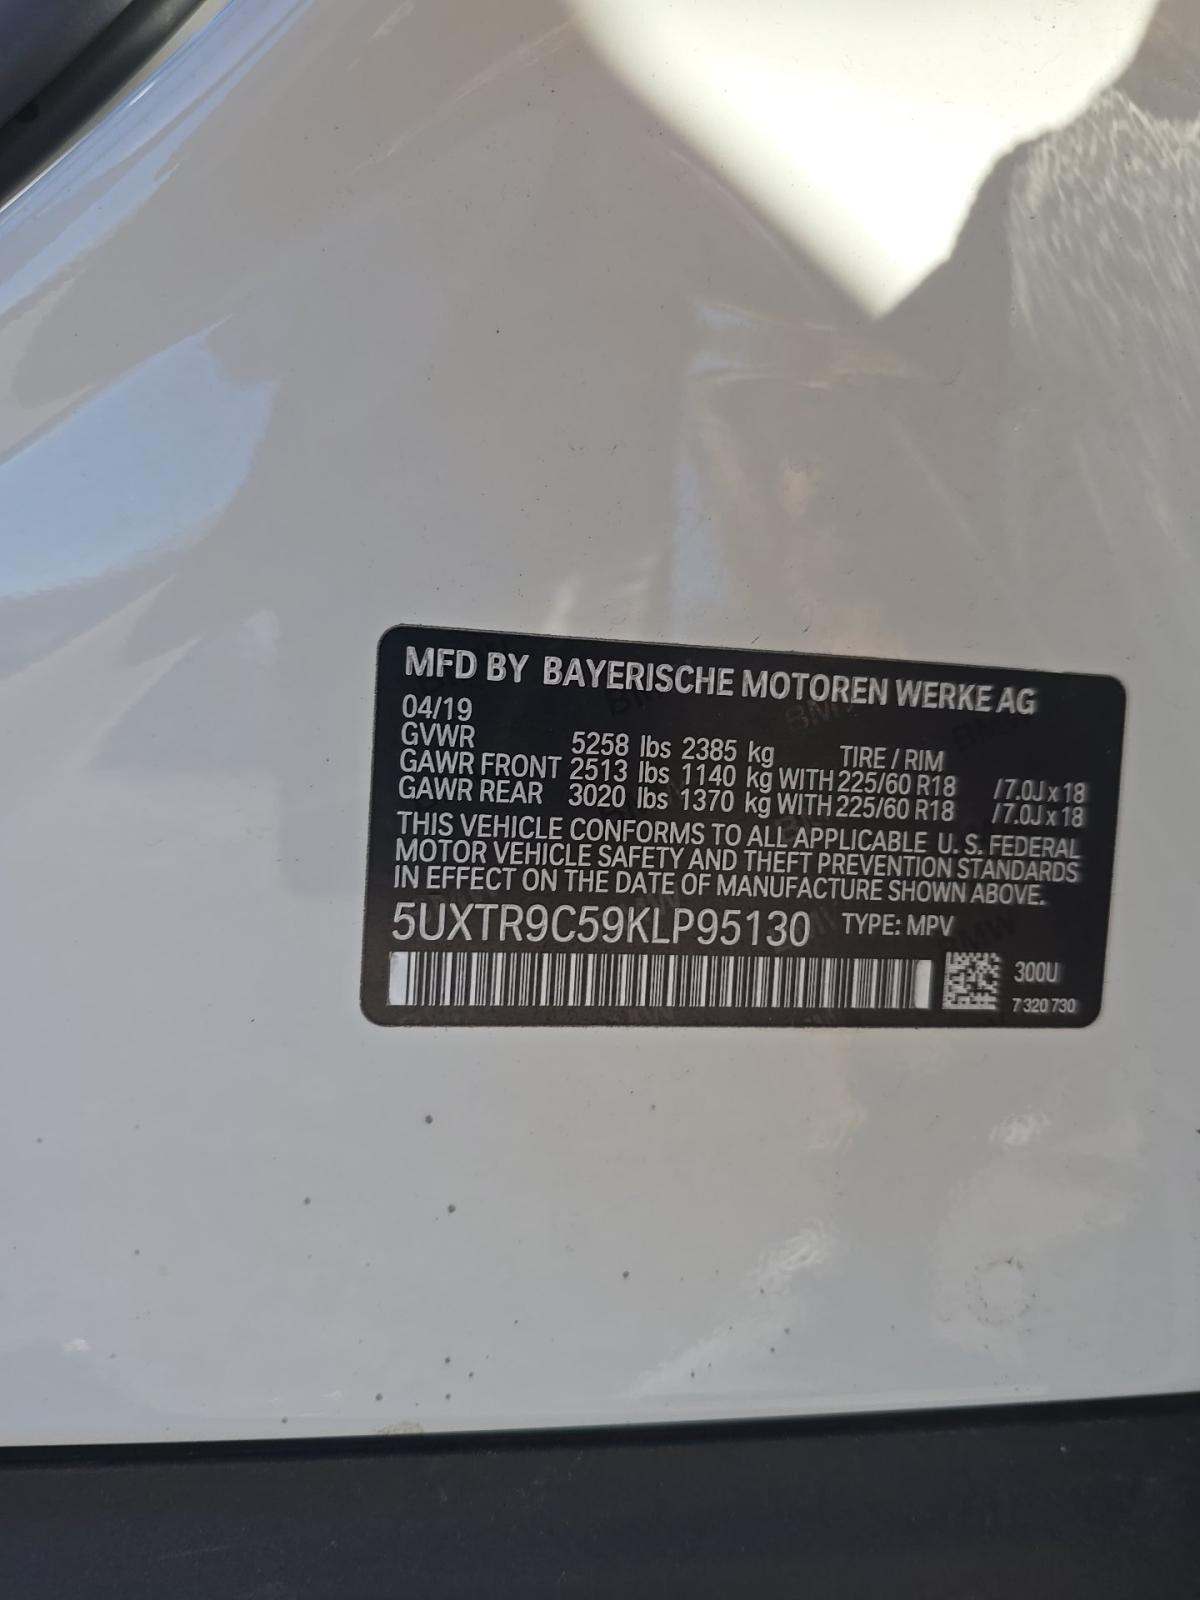 MFD BY BAYERISCHE MOTOREN WERKE AG
04/19
GVWR 5258 lbs 2385 kg TIRE / RIM
GAWR FRONT 2513 lbs 1140 kg WITH 225/60 R18 /7.0J x 18
GAWR REAR 3020 lbs 1370 kg WITH 225/60 R18 /7.0J x 18
THIS VEHICLE CONFORMS TO ALL APPLICABLE U. S. FEDERAL
MOTOR VEHICLE SAFETY AND THEFT PREVENTION STANDARDS
IN EFFECT ON THE DATE OF MANUFACTURE SHOWN ABOVE.
5UXTR9C59KLP95130 TYPE: MPV
300U
7 320 730